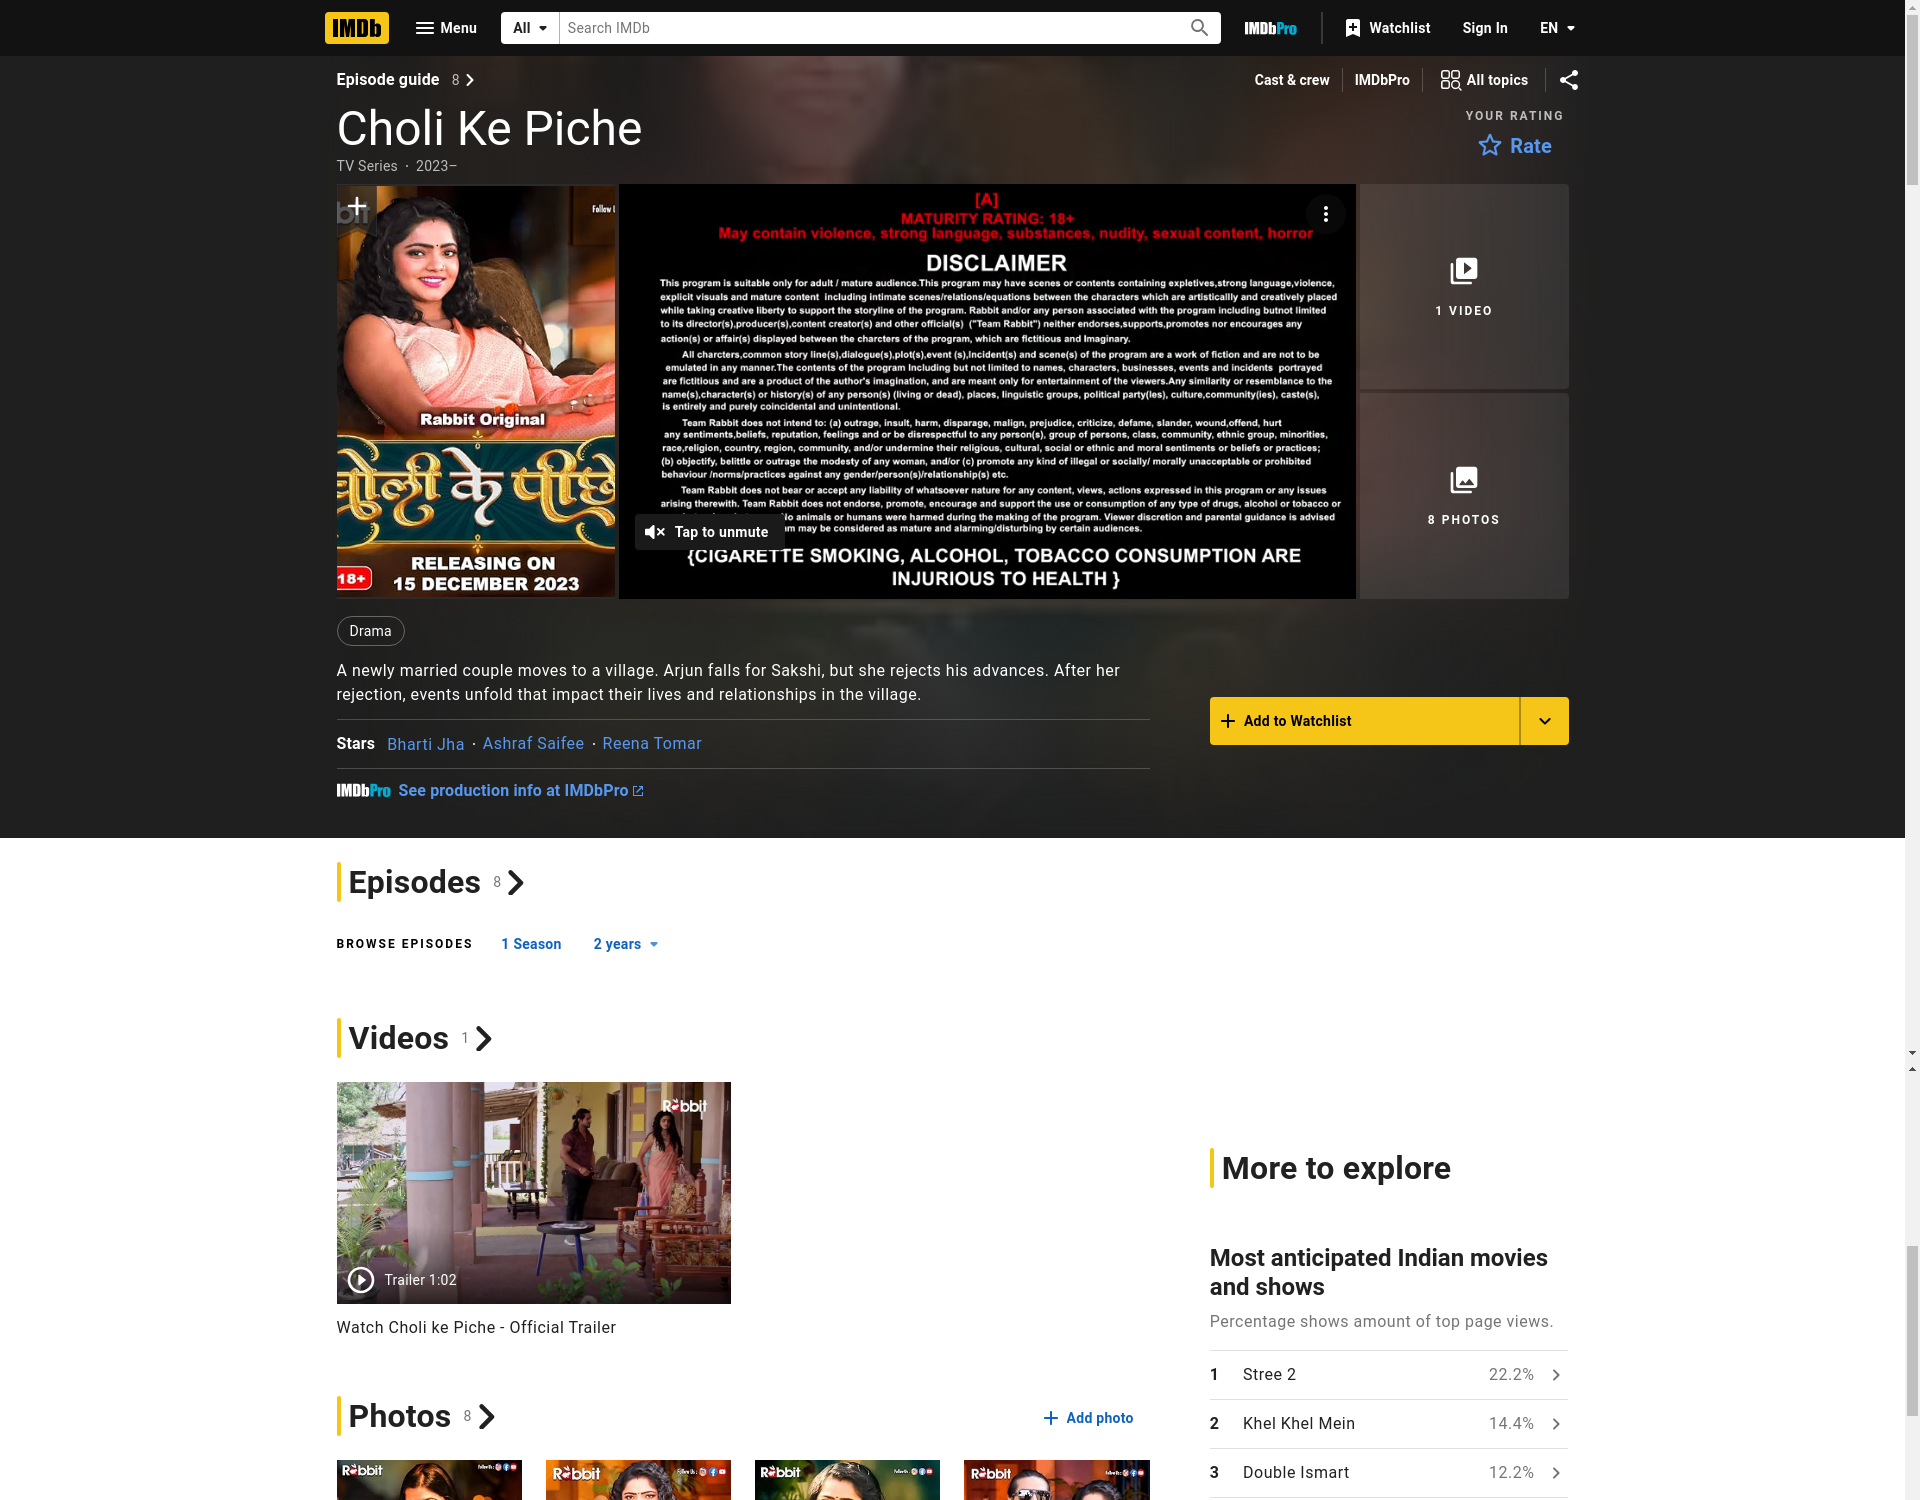 IMDb
Menu
All
Search IMDb
IMDbPro
Watchlist
Sign In
EN
Episode guide 8
Cast & crew
IMDbPro
All topics
Choli Ke Piche
TV Series · 2023–
YOUR RATING
Rate
bit
Follow U
Rabbit Original
चोली के पीछे
RELEASING ON
18+
15 DECEMBER 2023
[A]
MATURITY RATING: 18+
May contain violence, strong language, substances, nudity, sexual content, horror
DISCLAIMER
This program is suitable only for adult / mature audience.This program may have scenes or contents containing expletives,strong language,violence,
explicit visuals and mature content including intimate scenes/relations/equations between the characters which are artisticallly and creatively placed
while taking creative liberty to support the storyline of the program. Rabbit and/or any person associated with the program including butnot limited
to its director(s),producer(s),content creator(s) and other official(s) ("Team Rabbit") neither endorses,supports,promotes nor encourages any
action(s) or affair(s) displayed between the charcters of the program, which are fictitious and Imaginary.
All charcters,common story line(s),dialogue(s),plot(s),event (s),Incident(s) and scene(s) of the program are a work of fiction and are not to be
emulated in any manner.The contents of the program Including but not limited to names, characters, businesses, events and incidents portrayed
are fictitious and are a product of the author's imagination, and are meant only for entertainment of the viewers.Any similarity or resemblance to the
name(s),character(s) or history(s) of any person(s) (living or dead), places, linguistic groups, political party(les), culture,community(ies), caste(s),
is entirely and purely coincidental and unintentional.
Team Rabbit does not intend to: (a) outrage, insult, harm, disparage, malign, prejudice, criticize, defame, slander, wound,offend, hurt
any sentiments,beliefs, reputation, feelings and or be disrespectful to any person(s), group of persons, class, community, ethnic group, minorities,
race,religion, country, region, community, and/or undermine their religious, cultural, social or ethnic and moral sentiments or beliefs or practices;
(b) objectify, belittle or outrage the modesty of any woman, and/or (c) promote any kind of illegal or socially/ morally unacceptable or prohibited
behaviour /norms/practices against any gender/person(s)/relationship(s) etc.
Team Rabbit does not bear or accept any liability of whatsoever nature for any content, views, actions expressed in this program or any issues
arising therewith. Team Rabbit does not endorse, promote, encourage and support the use or consumption of any type of drugs, alcohol or tobacco or
No animals or humans were harmed during the making of the program. Viewer discretion and parental guidance is advised
may be considered as mature and alarming/disturbing by certain audiences.
Tap to unmute
{CIGARETTE SMOKING, ALCOHOL, TOBACCO CONSUMPTION ARE
INJURIOUS TO HEALTH }
1 VIDEO
8 PHOTOS
Drama
A newly married couple moves to a village. Arjun falls for Sakshi, but she rejects his advances. After her
rejection, events unfold that impact their lives and relationships in the village.
Add to Watchlist
Stars Bharti Jha · Ashraf Saifee · Reena Tomar
IMDbPro See production info at IMDbPro
Episodes 8
BROWSE EPISODES 1 Season 2 years
Videos 1
Rabbit
Trailer 1:02
Watch Choli ke Piche - Official Trailer
Photos 8
Add photo
Rabbit
Follow Us :
Rabbit
Follow Us :
Rabbit
Follow Us :
Rabbit
Follow Us :
More to explore
Most anticipated Indian movies
and shows
Percentage shows amount of top page views.
1 Stree 2 22.2%
2 Khel Khel Mein 14.4%
3 Double Ismart 12.2%